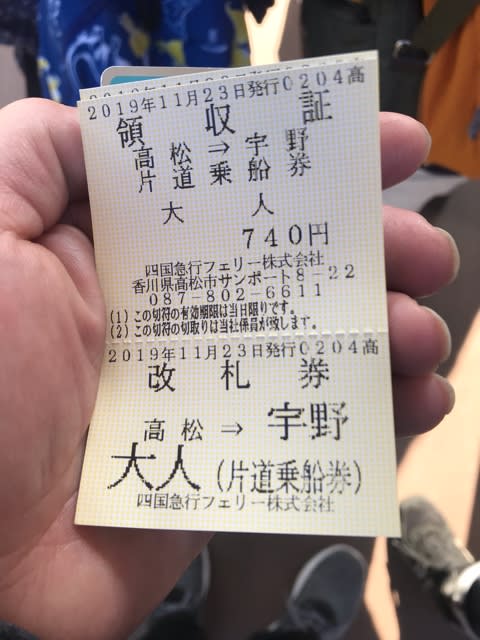 2019年11月23日発行0204高
領収証
高松⇒宇野
片道乗船券
大人
740円
四国急行フェリー株式会社
香川県高松市サンポート8-22
087-802-6611
(1)この切符の有効期限は当日限りです。
(2)この切符の切取りは当社係員が致します。
2019年11月23日発行0204高
改札券
高松⇒宇野
大人(片道乗船券)
四国急行フェリー株式会社